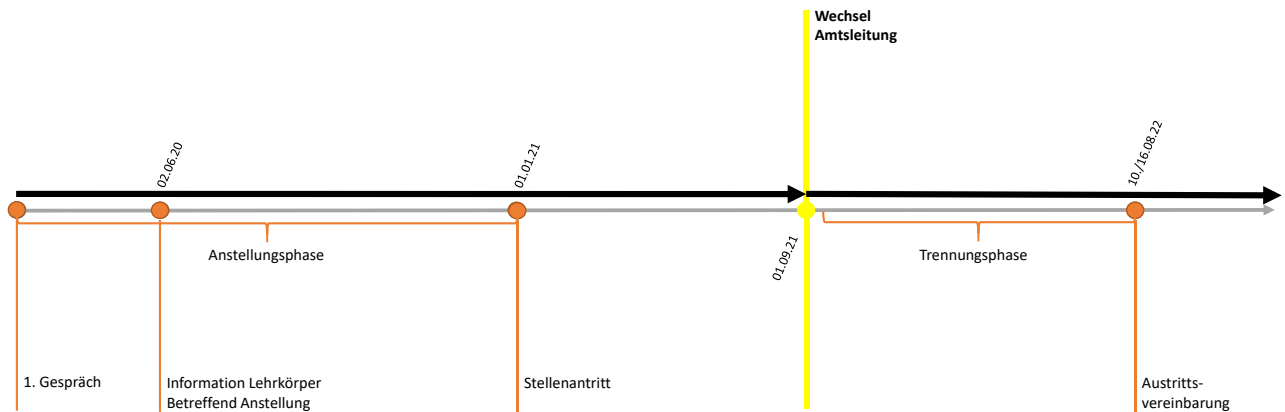 Wechsel
Amtsleitung
02.06.20
01.01.21
10./16.08.22
01.09.21
Anstellungsphase
Trennungsphase
1. Gespräch
Information Lehrkörper
Betreffend Anstellung
Stellenantritt
Austritts-
vereinbarung